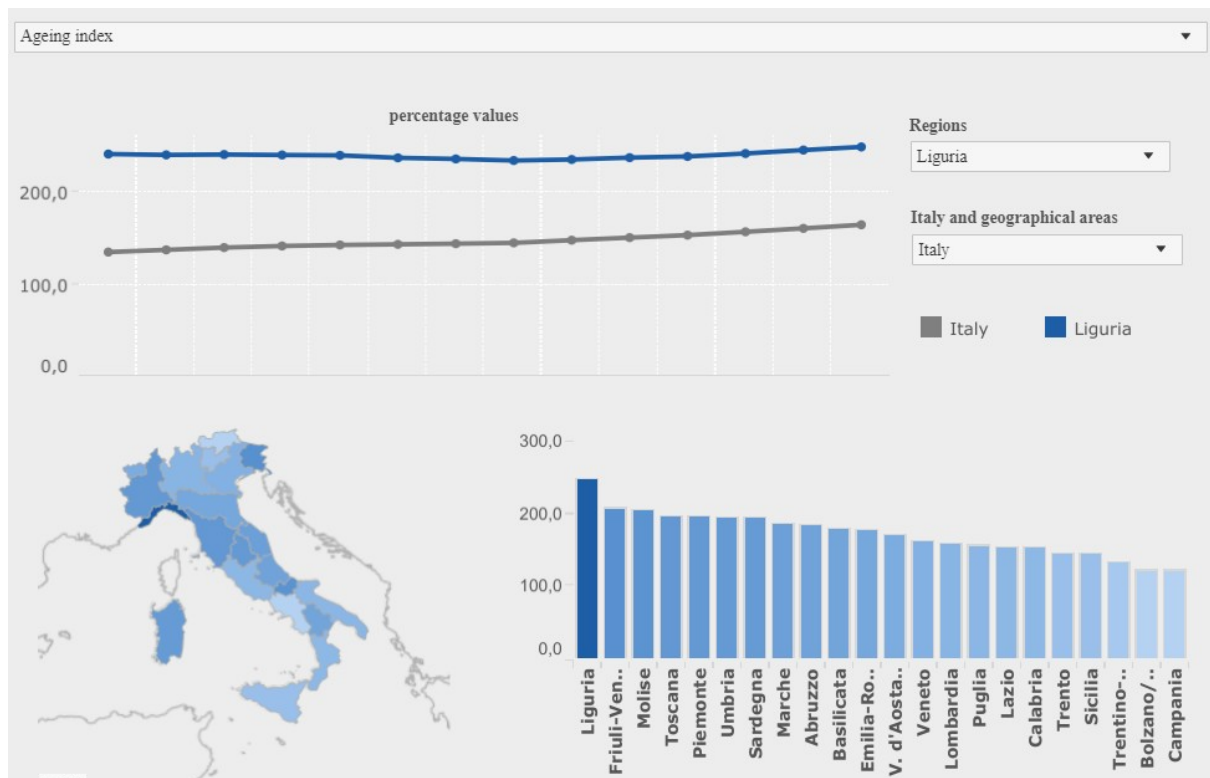 Ageing index
percentage values
200,0
100,0
0,0
Regions
Liguria
Italy and geographical areas
Italy
Italy
Liguria
300,0
200,0
100,0
0,0
Liguria
Friuli-Ven..
Molise
Toscana
Piemonte
Umbria
Sardegna
Marche
Abruzzo
Basilicata
Emilia-Ro..
V. d'Aosta..
Veneto
Lombardia
Puglia
Lazio
Calabria
Trento
Sicilia
Trentino-..
Bolzano/..
Campania